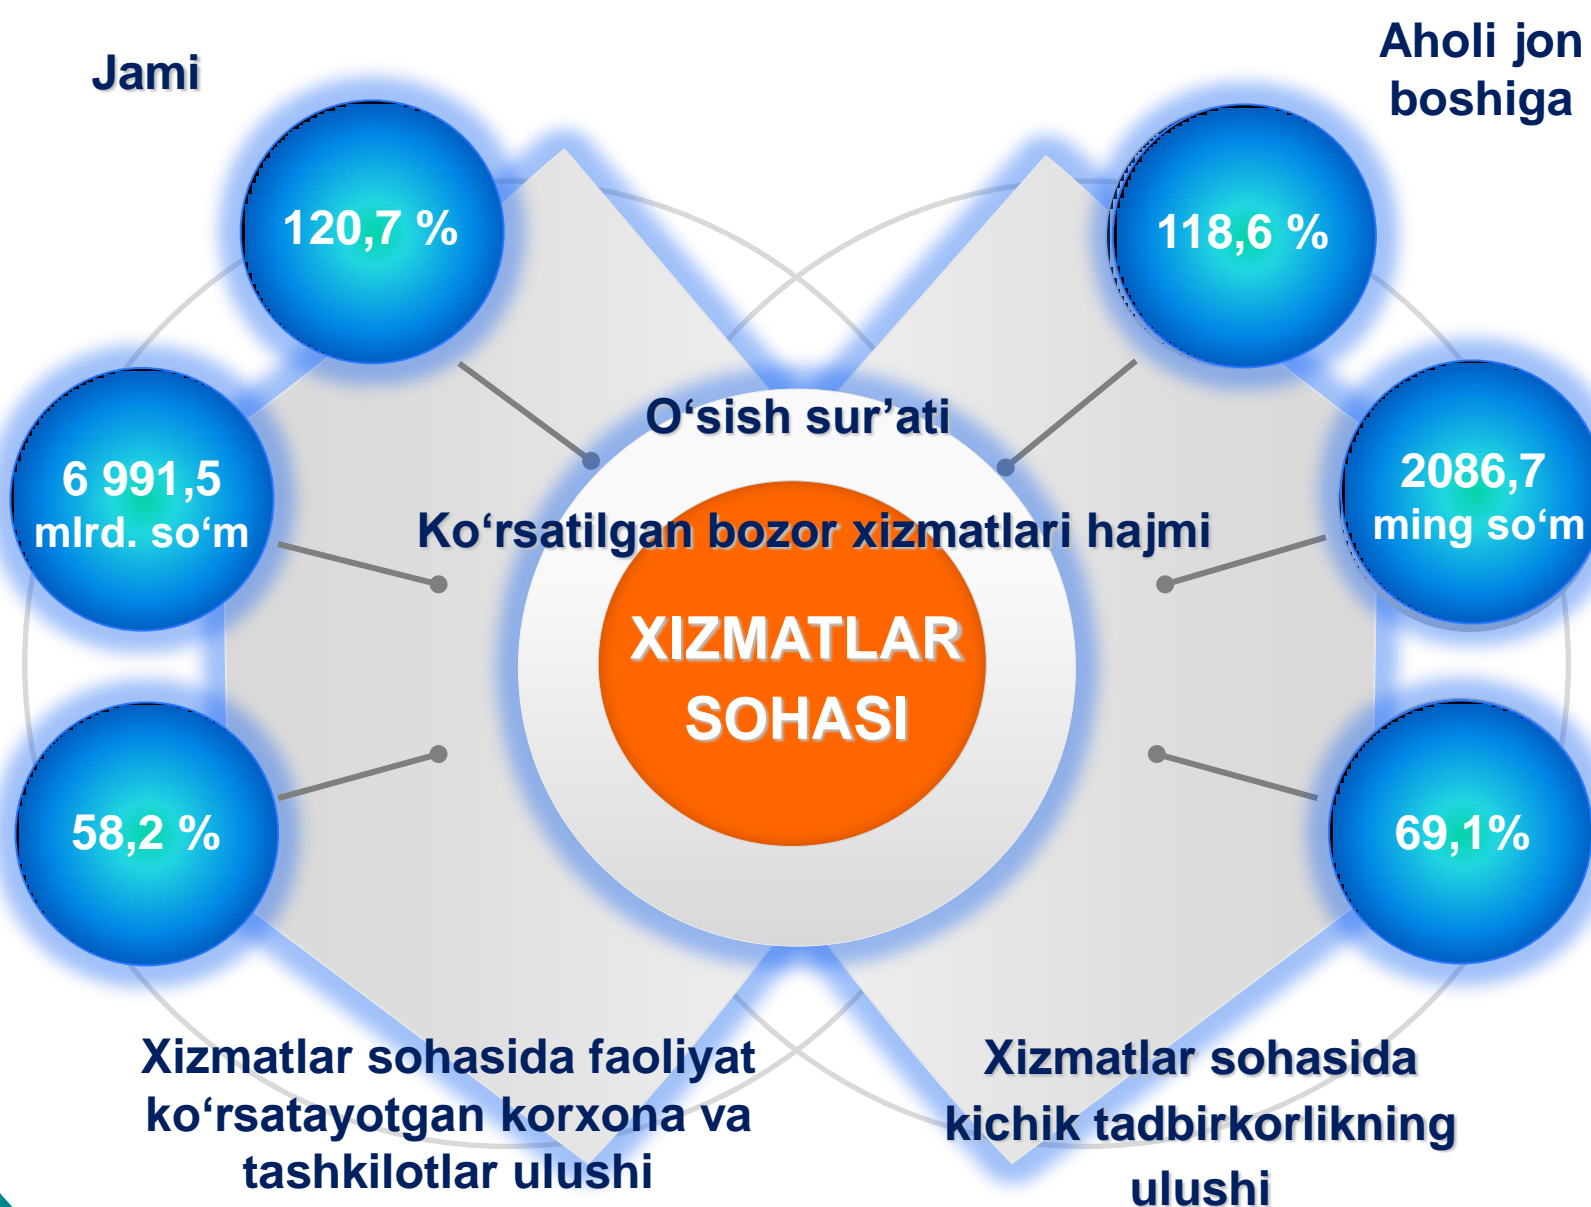 Jami
Aholi jon
boshiga
120,7 %
118,6 %
O‘sish sur’ati
6 991,5
mlrd. so‘m
2086,7
ming so‘m
Ko‘rsatilgan bozor xizmatlari hajmi
XIZMATLAR
SOHASI
58,2 %
69,1%
Xizmatlar sohasida faoliyat
ko‘rsatayotgan korxona va
tashkilotlar ulushi
Xizmatlar sohasida
kichik tadbirkorlikning
ulushi